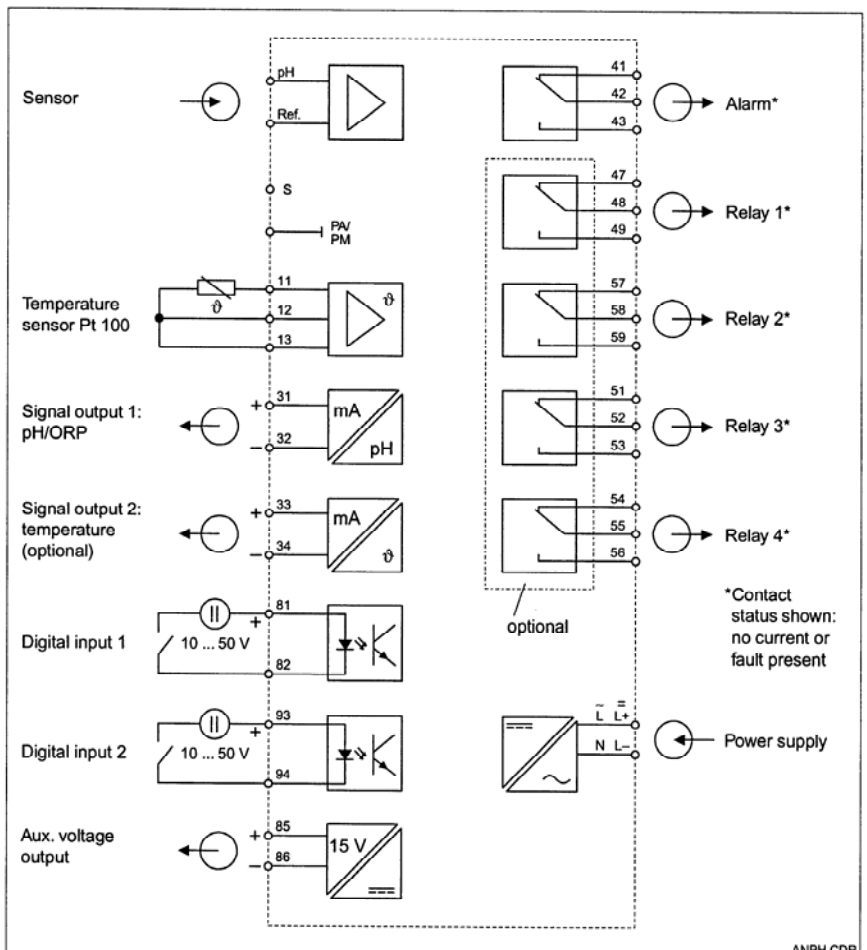 Sensor
pH
Ref.
S
PA/
PM
Temperature
sensor Pt 100
ϑ
11
12
13
ϑ
Signal output 1:
pH/ORP
+ 31
– 32
mA
pH
Signal output 2:
temperature
(optional)
+ 33
– 34
mA
ϑ
Digital input 1
10 ... 50 V
+
81
82
Digital input 2
10 ... 50 V
+
93
94
Aux. voltage
output
+ 85
– 86
15 V
41
42
43
Alarm*
47
48
49
Relay 1*
57
58
59
Relay 2*
51
52
53
Relay 3*
54
55
56
Relay 4*
optional
*Contact
status shown:
no current or
fault present
~ =
L L+
N L–
Power supply
ANPH.CDR